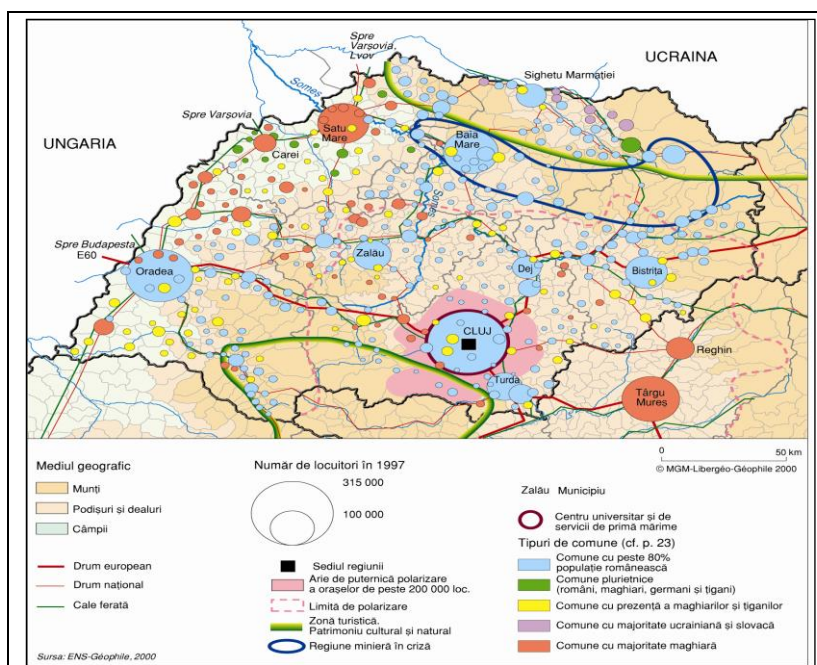 Spre
Varșovia,
Lvov
UCRAINA
Sighetu Marmației
Someș
Spre Varșovia
UNGARIA
Satu
Mare
Baia
Mare
Carei
Someș
Spre Budapesta
E60
Oradea
Zalău
Dej
Bistrița
CLUJ
Reghin
Turda
Târgu
Mureș
0 50 km
© MGM-Libergéo-Géophile 2000
Mediul geografic
Munți
Podișuri și dealuri
Câmpii
Drum european
Drum național
Cale ferată
Sursa: ENS-Géophile, 2000
Număr de locuitori în 1997
315 000
100 000
Sediul regiunii
Arie de puternică polarizare
a orașelor de peste 200 000 loc.
Limită de polarizare
Zonă turistică.
Patrimoniu cultural și natural
Regiune minieră în criză
Zalău Municipiu
Centru universitar și de
servicii de primă mărime
Tipuri de comune (cf. p. 23)
Comune cu peste 80%
populație românească
Comune plurietnice
(români, maghiari, germani și țigani)
Comune cu prezență a maghiarilor și țiganilor
Comune cu majoritate ucraniană și slovacă
Comune cu majoritate maghiară